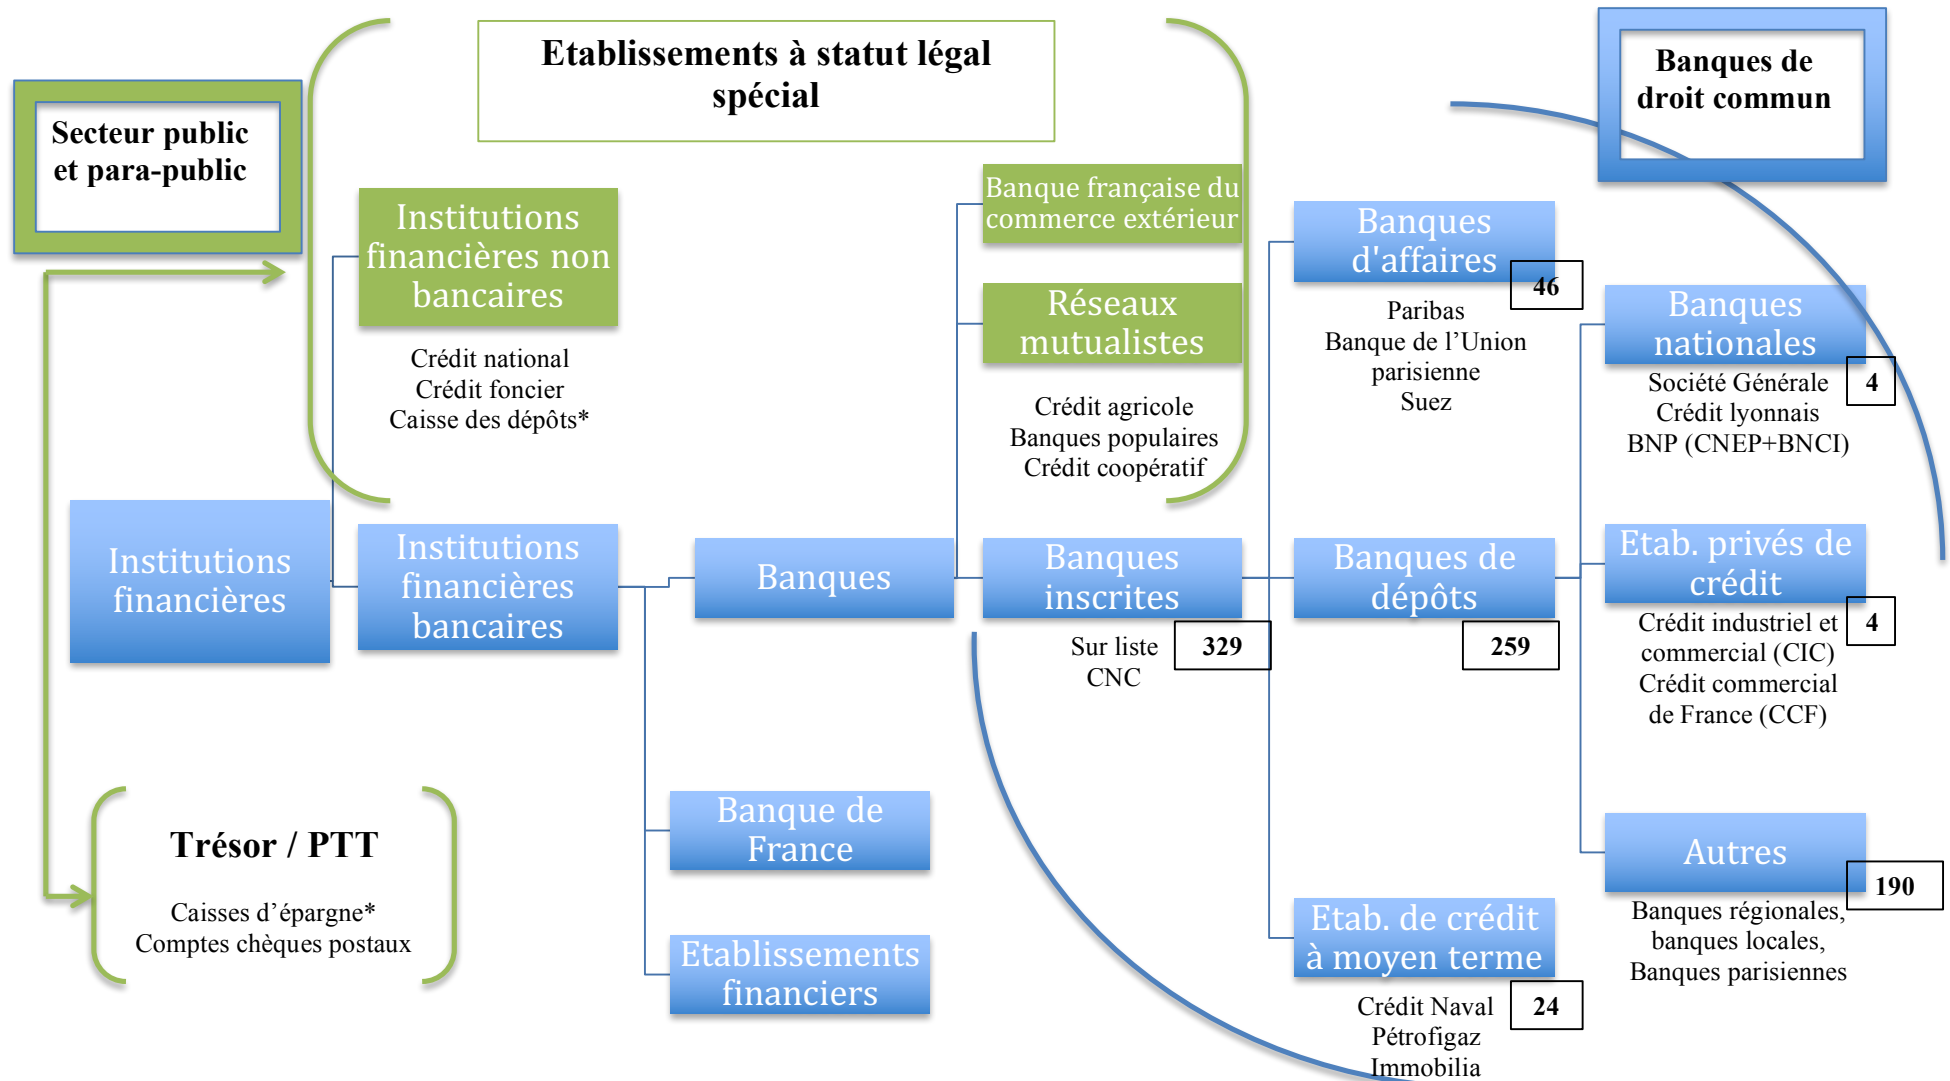 Etablissements à statut légal
spécial
Banques de
droit commun
Secteur public
et para-public
Institutions
financières non
bancaires
Crédit national
Crédit foncier
Caisse des dépôts*
Banque française du
commerce extérieur
Réseaux
mutualistes
Crédit agricole
Banques populaires
Crédit coopératif
Banques
d'affaires
46
Paribas
Banque de l’Union
parisienne
Suez
Banques
nationales
4
Société Générale
Crédit lyonnais
BNP (CNEP+BNCI)
Institutions
financières
Institutions
financières
bancaires
Banques
Banques
inscrites
Sur liste
CNC
329
Banques de
dépôts
259
Etab. privés de
crédit
4
Crédit industriel et
commercial (CIC)
Crédit commercial
de France (CCF)
Trésor / PTT
Caisses d’épargne*
Comptes chèques postaux
Banque de
France
Etablissements
financiers
Etab. de crédit
à moyen terme
24
Crédit Naval
Pétrofigaz
Immobilia
Autres
190
Banques régionales,
banques locales,
Banques parisiennes